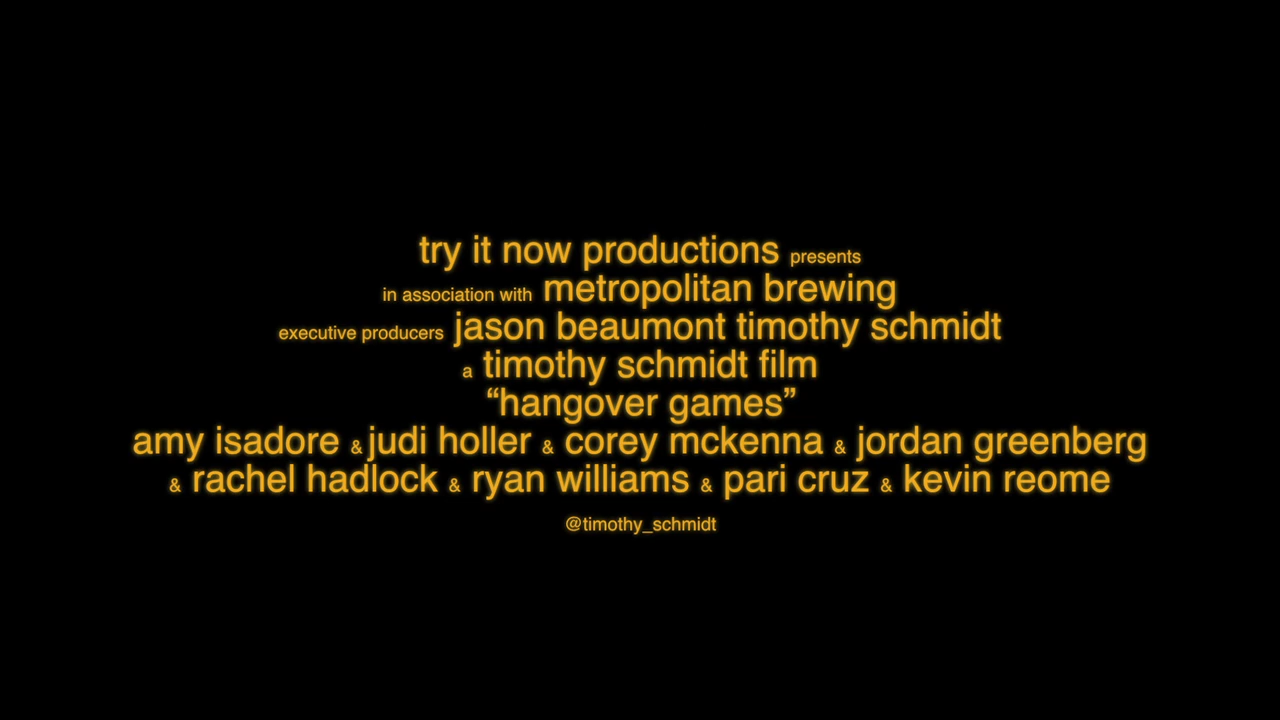 try it now productions presents
in association with metropolitan brewing
executive producers jason beaumont timothy schmidt
a timothy schmidt film
“hangover games”
amy isadore & judi holler & corey mckenna & jordan greenberg
& rachel hadlock & ryan williams & pari cruz & kevin reome
@timothy_schmidt